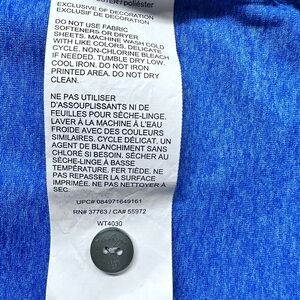 /poliéster
EXCLUSIVE OF DECORATION
EXCLUSIF DE DECORATION
DO NOT USE FABRIC
SOFTENERS OR DRYER
SHEETS. MACHINE WASH COLD
WITH LIKE COLORS. DELICATE
CYCLE. NON-CHLORINE BLEACH
IF NEEDED. TUMBLE DRY LOW.
COOL IRON. DO NOT IRON
PRINTED AREA. DO NOT DRY
CLEAN.
NE PAS UTILISER
D'ASSOUPLISSANTS NI DE
FEUILLES POUR SÈCHE-LINGE.
LAVER À LA MACHINE À L'EAU
FROIDE AVEC DES COULEURS
SIMILAIRES. CYCLE DÉLICAT. UN
AGENT DE BLANCHIMENT SANS
CHLORE SI BESOIN. SÉCHER AU
SÈCHE-LINGE À BASSE
TEMPÉRATURE. FER TIÈDE. NE
PAS REPASSER LA SURFACE
IMPRIMÉE. NE PAS NETTOYER À
SEC.
UPC# 084971649161
RN# 37763 / CA# 55972
WT4030